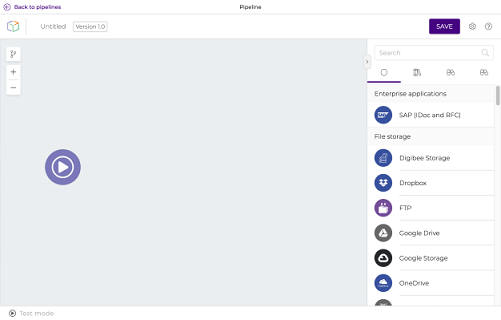 Back to pipelines
Pipeline
Untitled
Version 1.0
SAVE
Search
Enterprise applications
SAP (IDoc and RFC)
File storage
Digibee Storage
Dropbox
FTP
Google Drive
Google Storage
OneDrive
Test mode